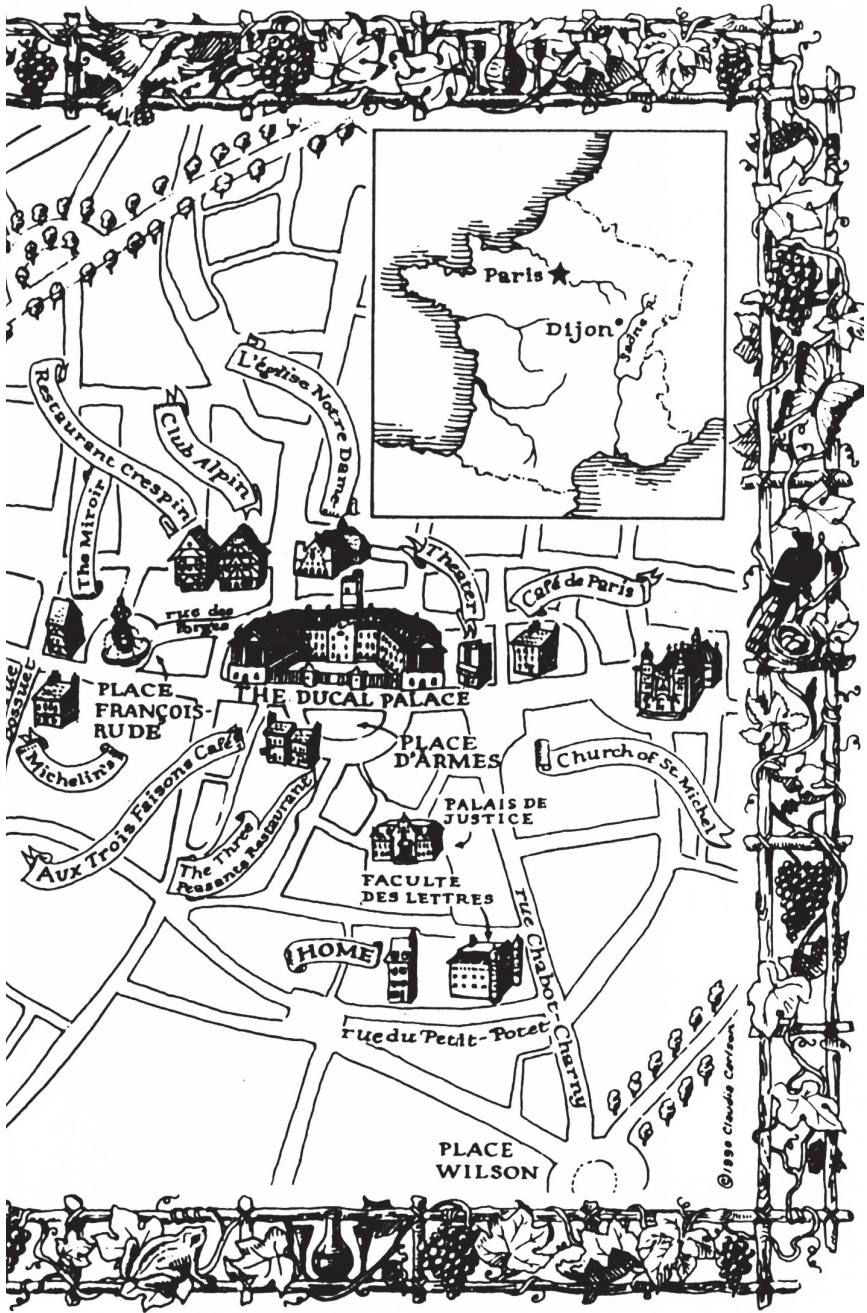 Paris
Dijon
Saône R.
L'église Notre Dame
Restaurant Crespin
Club Alpin
The Miroir
Theater
Café de Paris
rue des
Forges
THE DUCAL PALACE
PLACE
FRANÇOIS-
RUDE
Bossuet
Michelin's
PLACE
D'ARMES
Church of St. Michel
Aux Trois Faisons Café
The Three
Peasants Restaurant
PALAIS DE
JUSTICE
FACULTE
DES LETTRES
HOME
rue Chabot-Charny
rue du Petit-Potet
PLACE
WILSON
©1990 Claudia Carlson